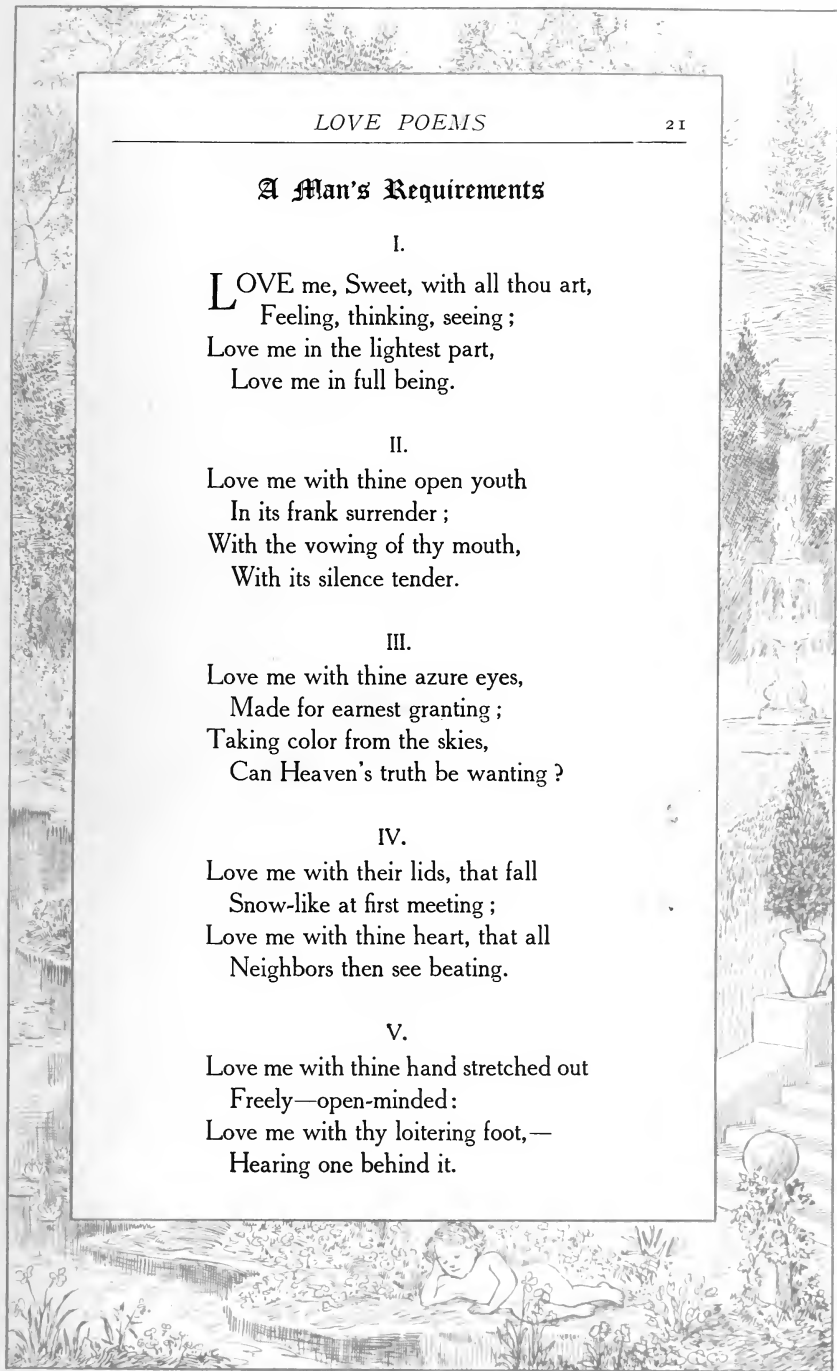 LOVE POEMS 21
A Man's Requirements
I.
LOVE me, Sweet, with all thou art,
Feeling, thinking, seeing;
Love me in the lightest part,
Love me in full being.
II.
Love me with thine open youth
In its frank surrender;
With the vowing of thy mouth,
With its silence tender.
III.
Love me with thine azure eyes,
Made for earnest granting;
Taking color from the skies,
Can Heaven's truth be wanting?
IV.
Love me with their lids, that fall
Snow-like at first meeting;
Love me with thine heart, that all
Neighbors then see beating.
V.
Love me with thine hand stretched out
Freely—open-minded:
Love me with thy loitering foot,—
Hearing one behind it.